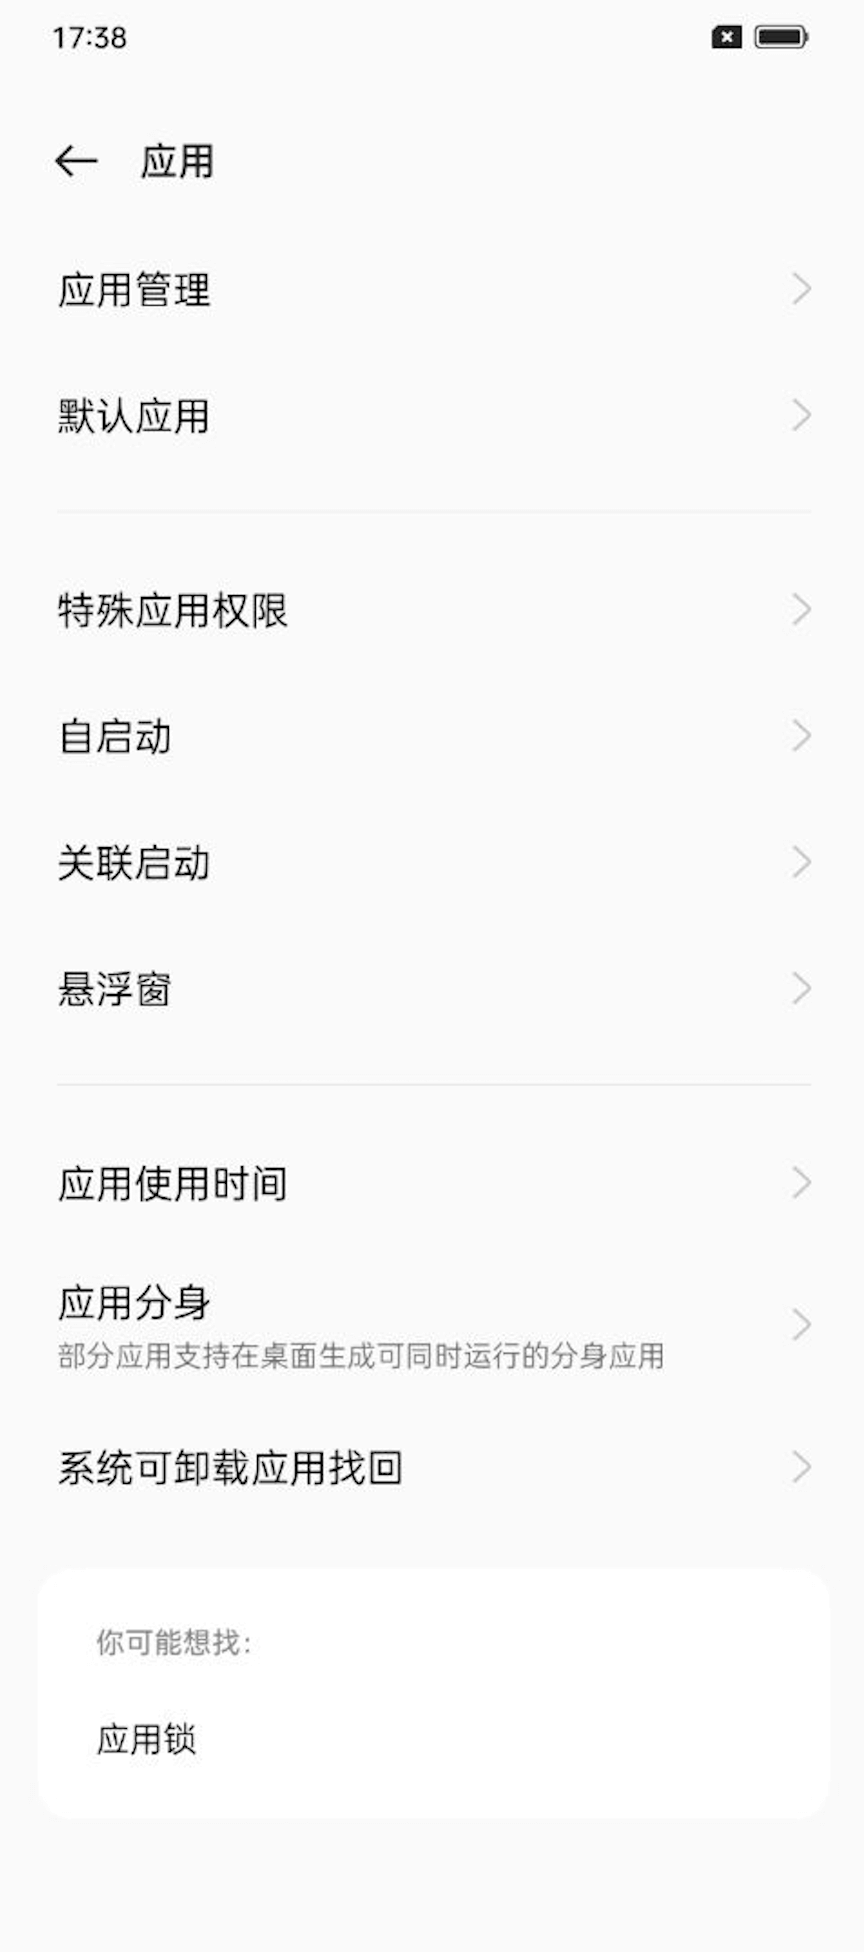 17:38
应用
应用管理
默认应用
特殊应用权限
自启动
关联启动
悬浮窗
应用使用时间
应用分身
部分应用支持在桌面生成可同时运行的分身应用
系统可卸载应用找回
你可能想找：
应用锁